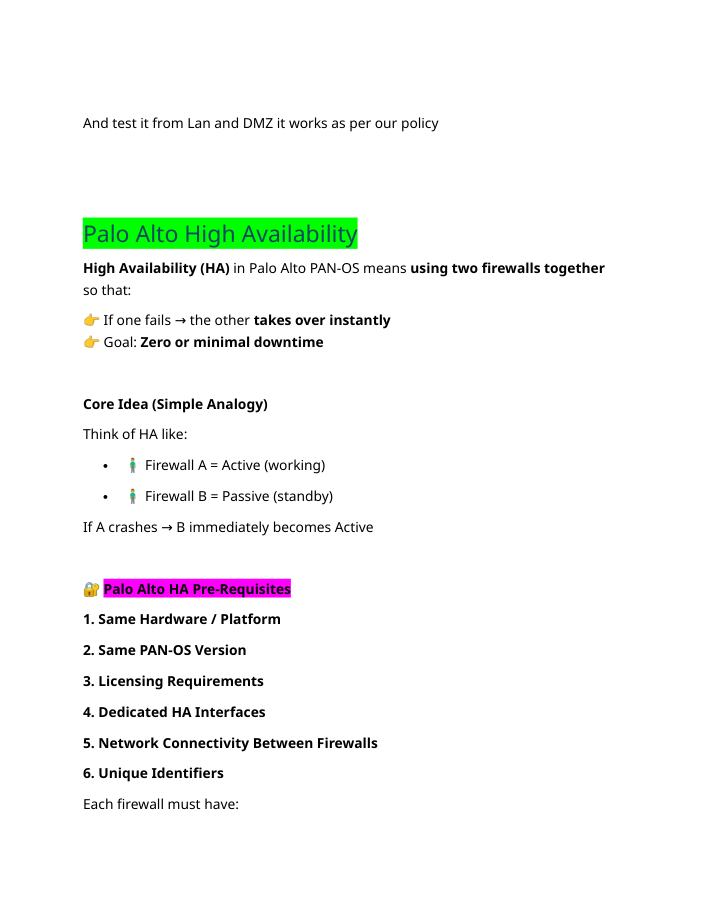 And test it from Lan and DMZ it works as per our policy
Palo Alto High Availability
High Availability (HA) in Palo Alto PAN-OS means using two firewalls together
so that:
👉 If one fails → the other takes over instantly
👉 Goal: Zero or minimal downtime
Core Idea (Simple Analogy)
Think of HA like:
• 🧍‍♂️ Firewall A = Active (working)
• 🧍‍♂️ Firewall B = Passive (standby)
If A crashes → B immediately becomes Active
🔐 Palo Alto HA Pre-Requisites
1. Same Hardware / Platform
2. Same PAN-OS Version
3. Licensing Requirements
4. Dedicated HA Interfaces
5. Network Connectivity Between Firewalls
6. Unique Identifiers
Each firewall must have: